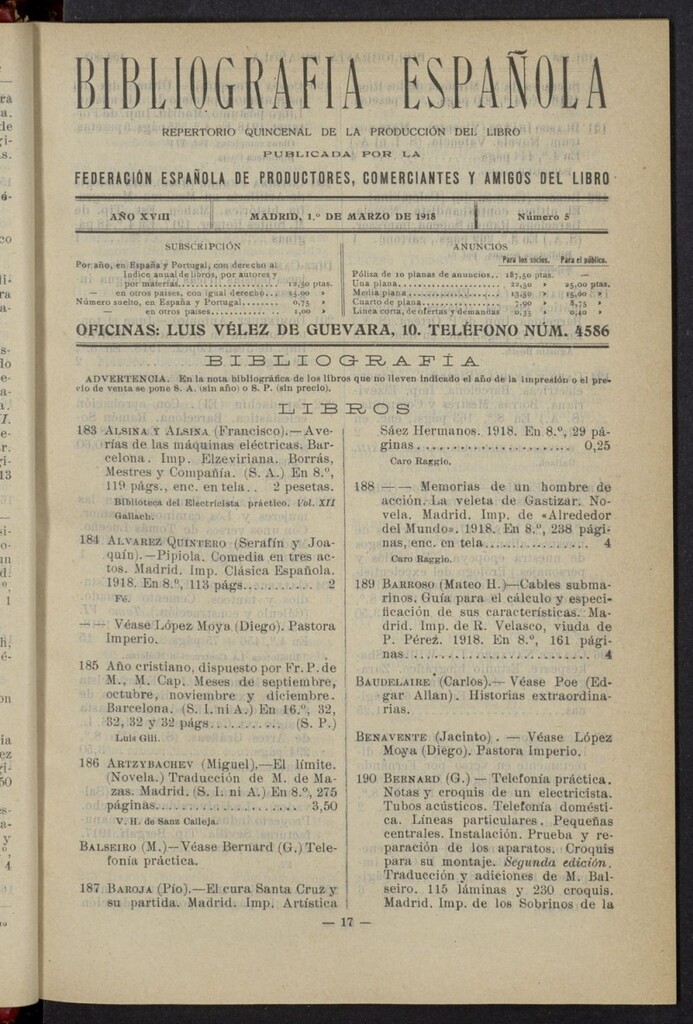 BIBLIOGRAFIA ESPAÑOLA
REPERTORIO QUINCENAL DE LA PRODUCCIÓN DEL LIBRO
PUBLICADA POR LA
FEDERACIÓN ESPAÑOLA DE PRODUCTORES, COMERCIANTES Y AMIGOS DEL LIBRO
AÑO XVIII
MADRID, 1.º DE MARZO DE 1918
Número 5
SUBSCRIPCIÓN
Por año, en España y Portugal, con derecho al
Índice anual de libros, por autores y
por materias.................... 12,50 ptas.
— en otros países, con igual derecho... 15,00 »
Número suelto, en España y Portugal........ 0,75 »
— en otros países................ 1,00 »
ANUNCIOS
Para los socios. Para el público.
Póliza de 10 planas de anuncios.. 187,50 ptas. —
Una plana.................. 22,50 » 25,00 ptas.
Media plana................ 13,50 » 15,00 »
Cuarto de plana............ 7,90 » 8,75 »
Línea corta, de ofertas y demandas 0,35 » 0,40 »
OFICINAS: LUIS VÉLEZ DE GUEVARA, 10. TELÉFONO NÚM. 4586
BIBLIOGRAFÍA
ADVERTENCIA. En la nota bibliográfica de los libros que no lleven indicado el año de la impresión o el pre-
cio de venta se pone S. A. (sin año) o S. P. (sin precio).
LIBROS
183 ALSINA Y ALSINA (Francisco).—Ave-
rías de las máquinas eléctricas. Bar-
celona. Imp. Elzeviriana. Borrás,
Mestres y Compañía. (S. A.) En 8.º,
119 págs., enc. en tela.. 2 pesetas.
Biblioteca del Electricista práctico. Vol. XII
Gallach.
184 ALVAREZ QUINTERO (Serafín y Joa-
quín).—Pipiola. Comedia en tres ac-
tos. Madrid. Imp. Clásica Española.
1918. En 8.º, 113 págs........... 2
Fé.
— — Véase López Moya (Diego). Pastora
Imperio.
185 Año cristiano, dispuesto por Fr. P. de
M., M. Cap. Meses de septiembre,
octubre, noviembre y diciembre.
Barcelona. (S. I. ni A.) En 16.º, 32,
32, 32 y 32 págs........... (S. P.)
Luis Gili.
186 ARTZYBACHEV (Miguel).—El límite.
(Novela.) Traducción de M. de Ma-
zas. Madrid. (S. I. ni A.) En 8.º, 275
páginas...................... 3,50
V. H. de Sanz Calleja.
BALSEIRO (M.)—Véase Bernard (G.) Tele-
fonía práctica.
187 BAROJA (Pío).—El cura Santa Cruz y
su partida. Madrid. Imp. Artística
Sáez Hermanos. 1918. En 8.º, 29 pá-
ginas...................... 0,25
Caro Raggio.
188 — — Memorias de un hombre de
acción. La veleta de Gastizar. No-
vela. Madrid. Imp. de «Alrededor
del Mundo». 1918. En 8.º, 238 pági-
nas, enc. en tela............... 4
Caro Raggio.
189 BARROSO (Mateo H.)—Cables subma-
rinos. Guía para el cálculo y especi-
ficación de sus características. Ma-
drid. Imp. de R. Velasco, viuda de
P. Pérez. 1918. En 8.º, 161 pági-
nas........................... 4
BAUDELAIRE (Carlos).— Véase Poe (Ed-
gar Allan). Historias extraordina-
rias.
BENAVENTE (Jacinto). — Véase López
Moya (Diego). Pastora Imperio.
190 BERNARD (G.) — Telefonía práctica.
Notas y croquis de un electricista.
Tubos acústicos. Telefonía domésti-
ca. Líneas particulares. Pequeñas
centrales. Instalación. Prueba y re-
paración de los aparatos. Croquis
para su montaje. Segunda edición.
Traducción y adiciones de M. Bal-
seiro. 115 láminas y 230 croquis.
Madrid. Imp. de los Sobrinos de la
— 17 —